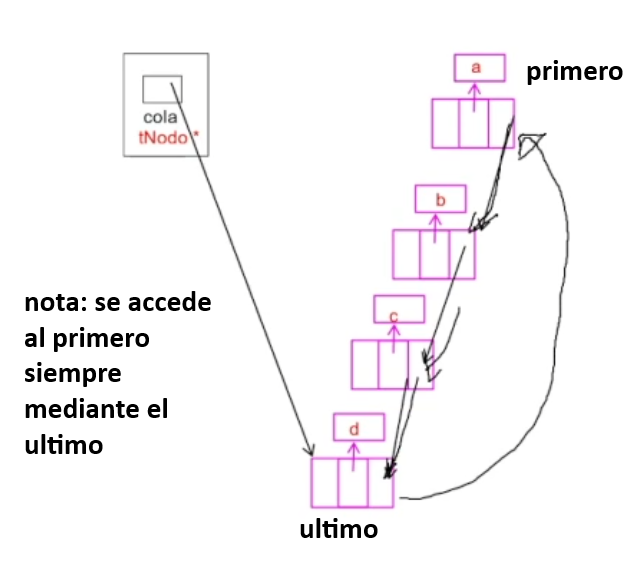 a
primero
cola
tNodo *
b
nota: se accede
al primero
siempre
mediante el
ultimo
c
d
ultimo